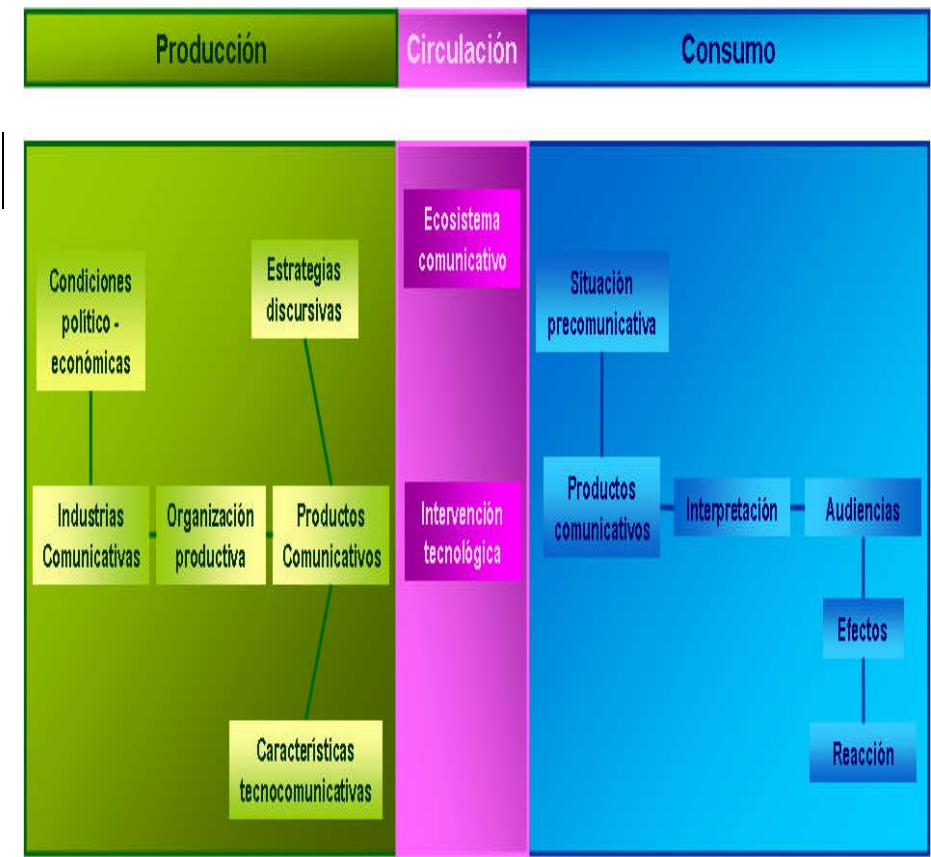 Producción
Circulación
Consumo
Condiciones
político -
económicas
Estrategias
discursivas
Industrias
Comunicativas
Organización
productiva
Productos
Comunicativos
Características
tecnocomunicativas
Ecosistema
comunicativo
Intervención
tecnológica
Situación
precomunicativa
Productos
comunicativos
Interpretación
Audiencias
Efectos
Reacción